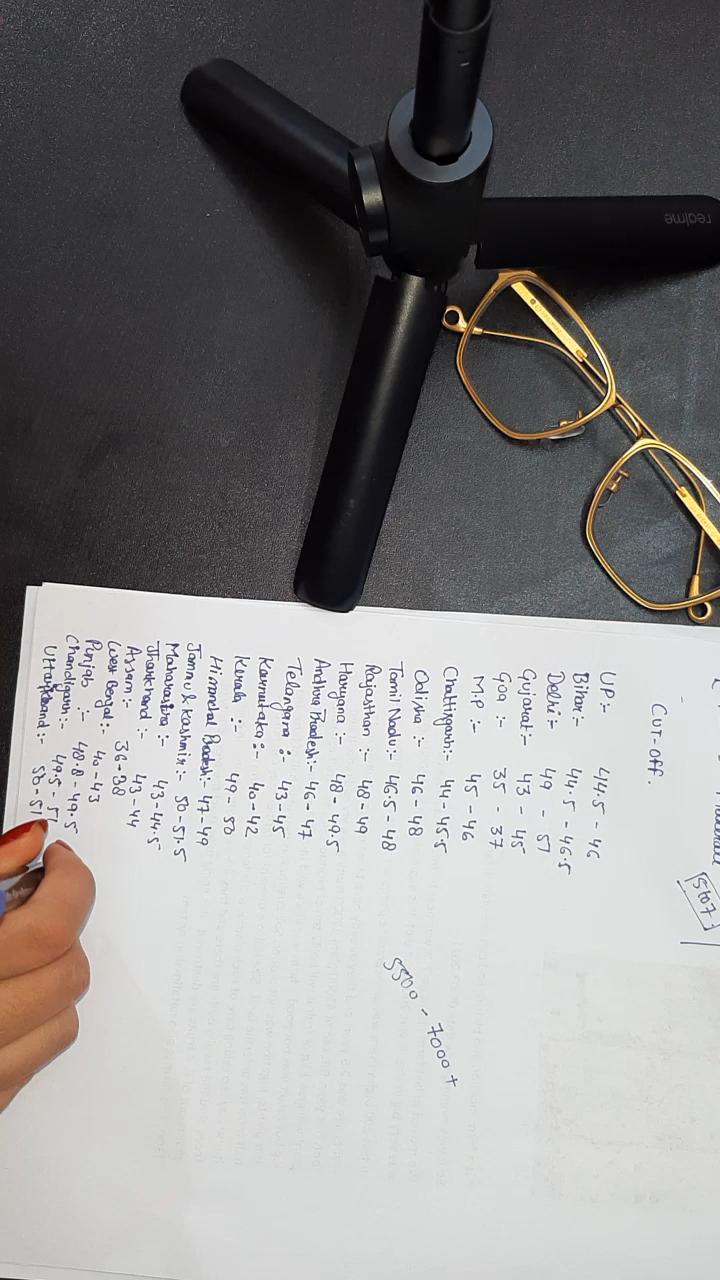 realme
5407
CUT-OFF.
UP:- 44.5 - 46
Bihar:- 44.5 - 46.5
Delhi:- 49 - 51
Gujarat:- 43 - 45
Goa :- 35 - 37
M.P :- 45 - 46
Chattisgarh:- 44 - 45.5
Odisha :- 46 - 48
Tamil Nadu:- 46.5 - 48
Rajasthan :- 48 - 49
Haryana :- 48 - 49.5
Andhra Pradesh:- 46 - 47
Telangana :- 43 - 45
Karnataka:- 40 - 42
Kerala :- 49 - 50
Himanchal Pradesh:- 47 - 49
Jammu & Kashmir:- 50 - 51.5
Maharastra :- 43 - 44.5
Jharkhand :- 43 - 44
Assam:- 36 - 38
West Bengal:- 40 - 43
Punjab :- 48.8 - 49.5
Chandigarh:- 49.5 - 51
Uttarakhand:- 50 - 51
5500 - 7000 +